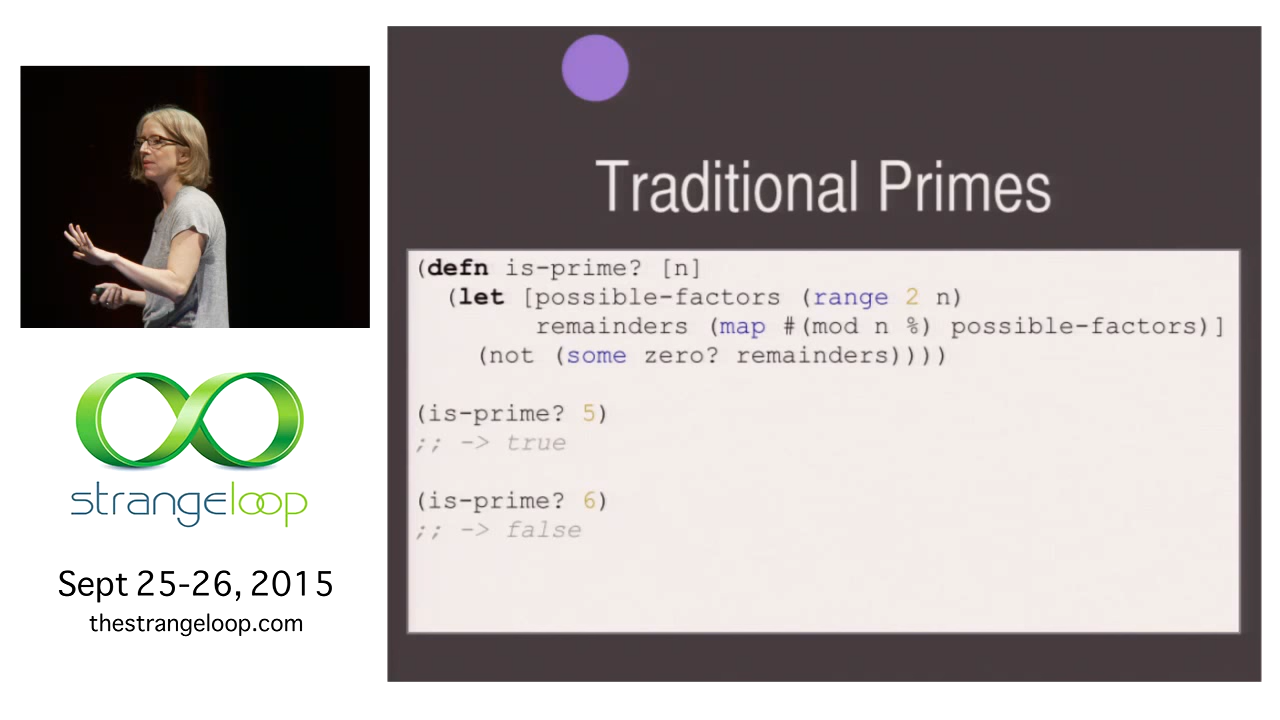 strangeloop
Sept 25-26, 2015
thestrangeloop.com
Traditional Primes
(defn is-prime? [n]
  (let [possible-factors (range 2 n)
        remainders (map #(mod n %) possible-factors)]
    (not (some zero? remainders))))
(is-prime? 5)
;; -> true
(is-prime? 6)
;; -> false